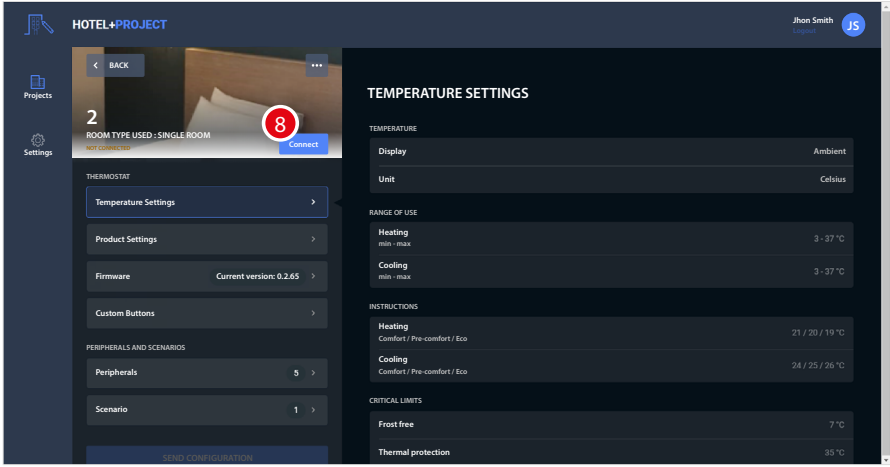 HOTEL+PROJECT
Jhon Smith
Logout
JS
Projects
Settings
BACK
2
ROOM TYPE USED : SINGLE ROOM
NOT CONNECTED
8
Connect
THERMOSTAT
Temperature Settings
Product Settings
Firmware Current version: 0.2.65
Custom Buttons
PERIPHERALS AND SCENARIOS
Peripherals 5
Scenario 1
SEND CONFIGURATION
TEMPERATURE SETTINGS
TEMPERATURE
Display Ambient
Unit Celsius
RANGE OF USE
Heating
min - max 3 - 37 °C
Cooling
min - max 3 - 37 °C
INSTRUCTIONS
Heating
Comfort / Pre-comfort / Eco 21 / 20 / 19 °C
Cooling
Comfort / Pre-comfort / Eco 24 / 25 / 26 °C
CRITICAL LIMITS
Frost free 7 °C
Thermal protection 35 °C